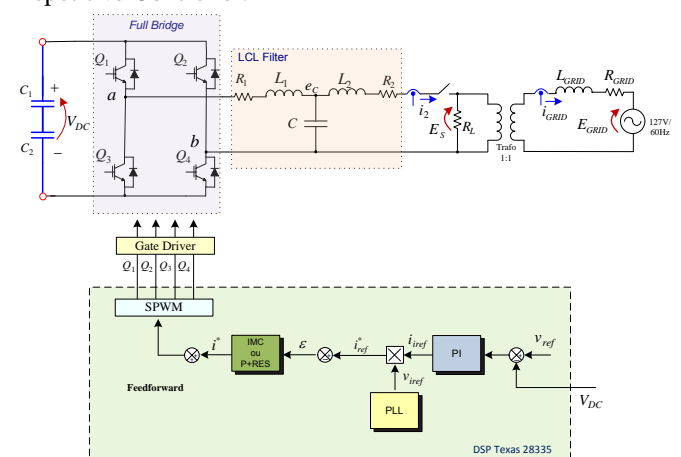 Full Bridge
LCL Filter
Q1
Q2
R1
L1
eC
L2
R2
LGRID
RGRID
C1
+
VDC
a
i2
iGRID
C
ES
RL
EGRID
127V/
60Hz
b
C2
−
Trafo
1:1
Q3
Q4
Gate Driver
Q1 Q2 Q3 Q4
SPWM
i*
IMC
ou
P+RES
ε
i*ref
iiref
PI
vref
viref
Feedforward
PLL
VDC
DSP Texas 28335